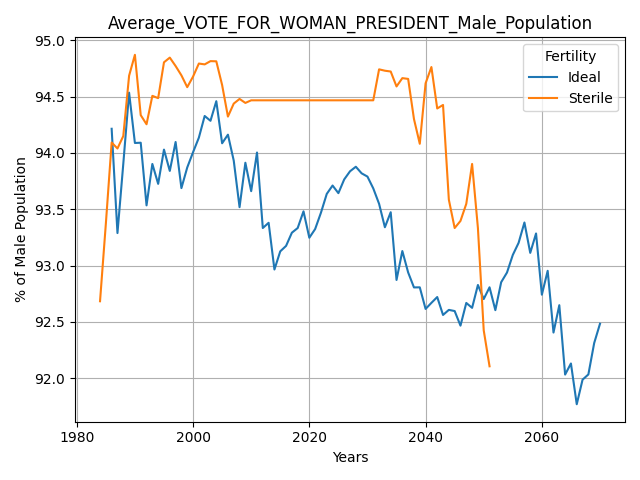 Average_VOTE_FOR_WOMAN_PRESIDENT_Male_Population
Fertility
Ideal
Sterile
% of Male Population
95.0
94.5
94.0
93.5
93.0
92.5
92.0
1980
2000
2020
2040
2060
Years